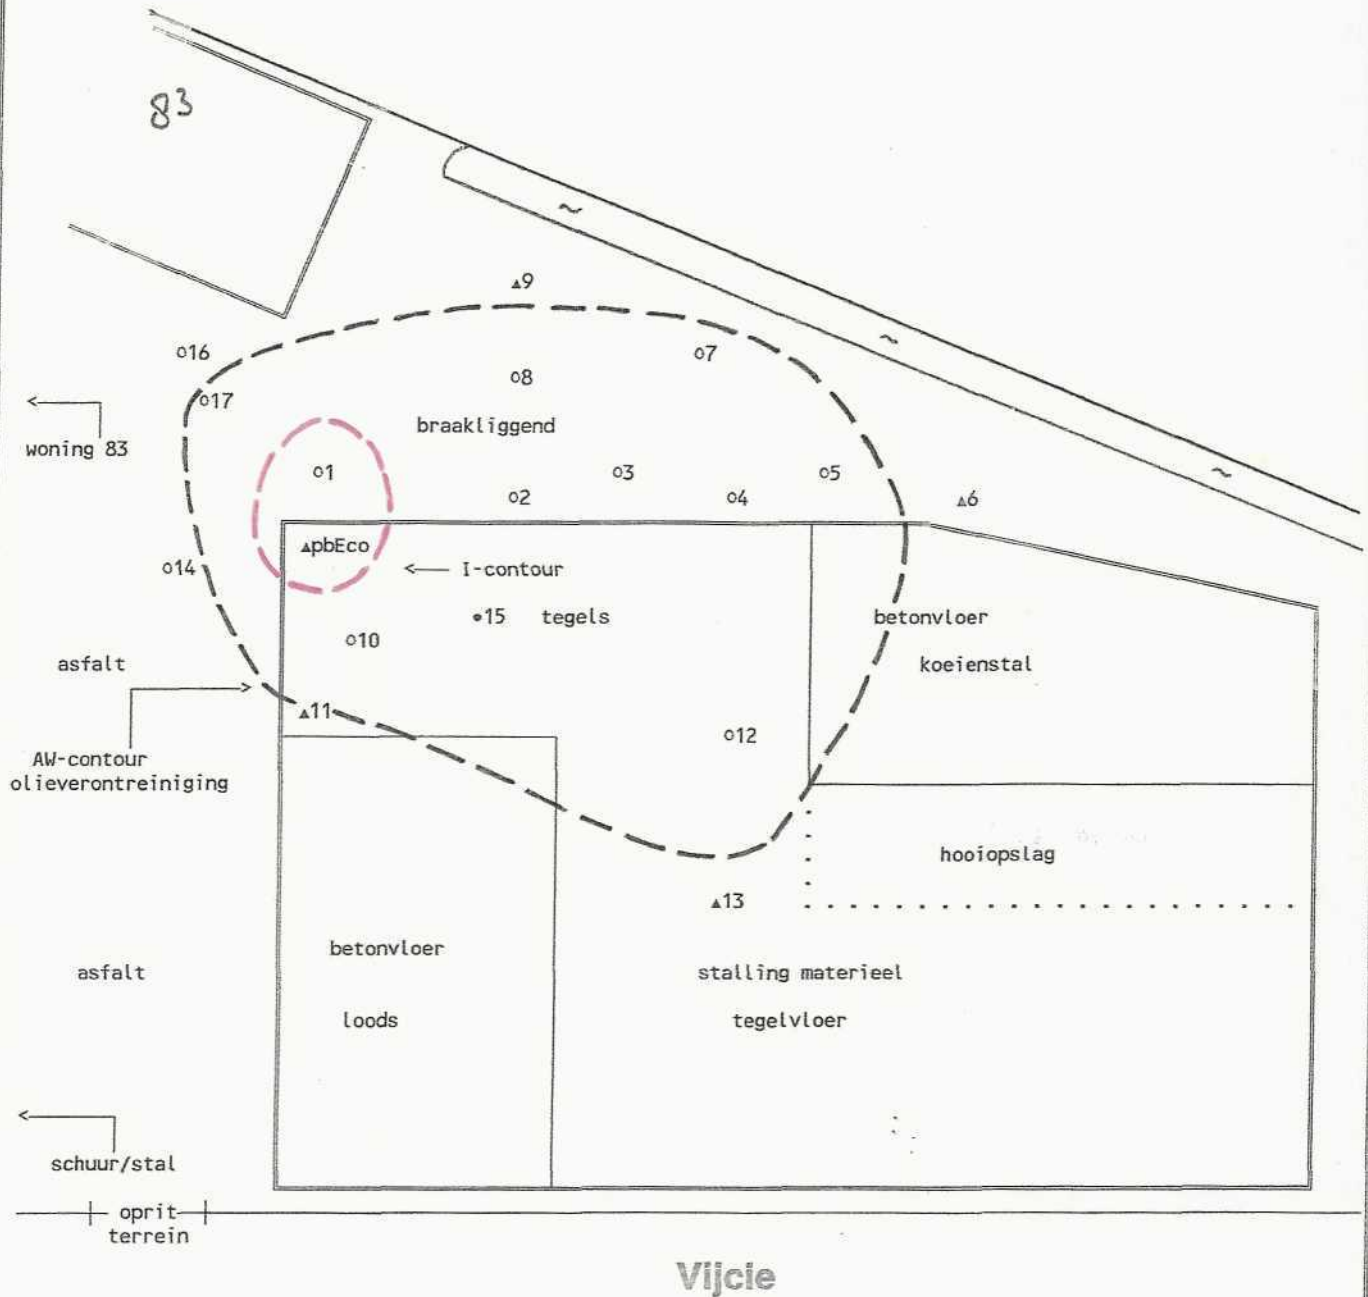 83
▲9
o16
o7
o8
o17
braakliggend
woning 83
o1
o3
o5
o2
o4
▲6
▲pbEco
o14
← I-contour
•15 tegels
betonvloer
o10
asfalt
koeienstal
▲11
o12
AW-contour
olieverontreiniging
hooiopslag
▲13
betonvloer
asfalt
stalling materieel
loods
tegelvloer
schuur/stal
oprit
terrein
Vijcie